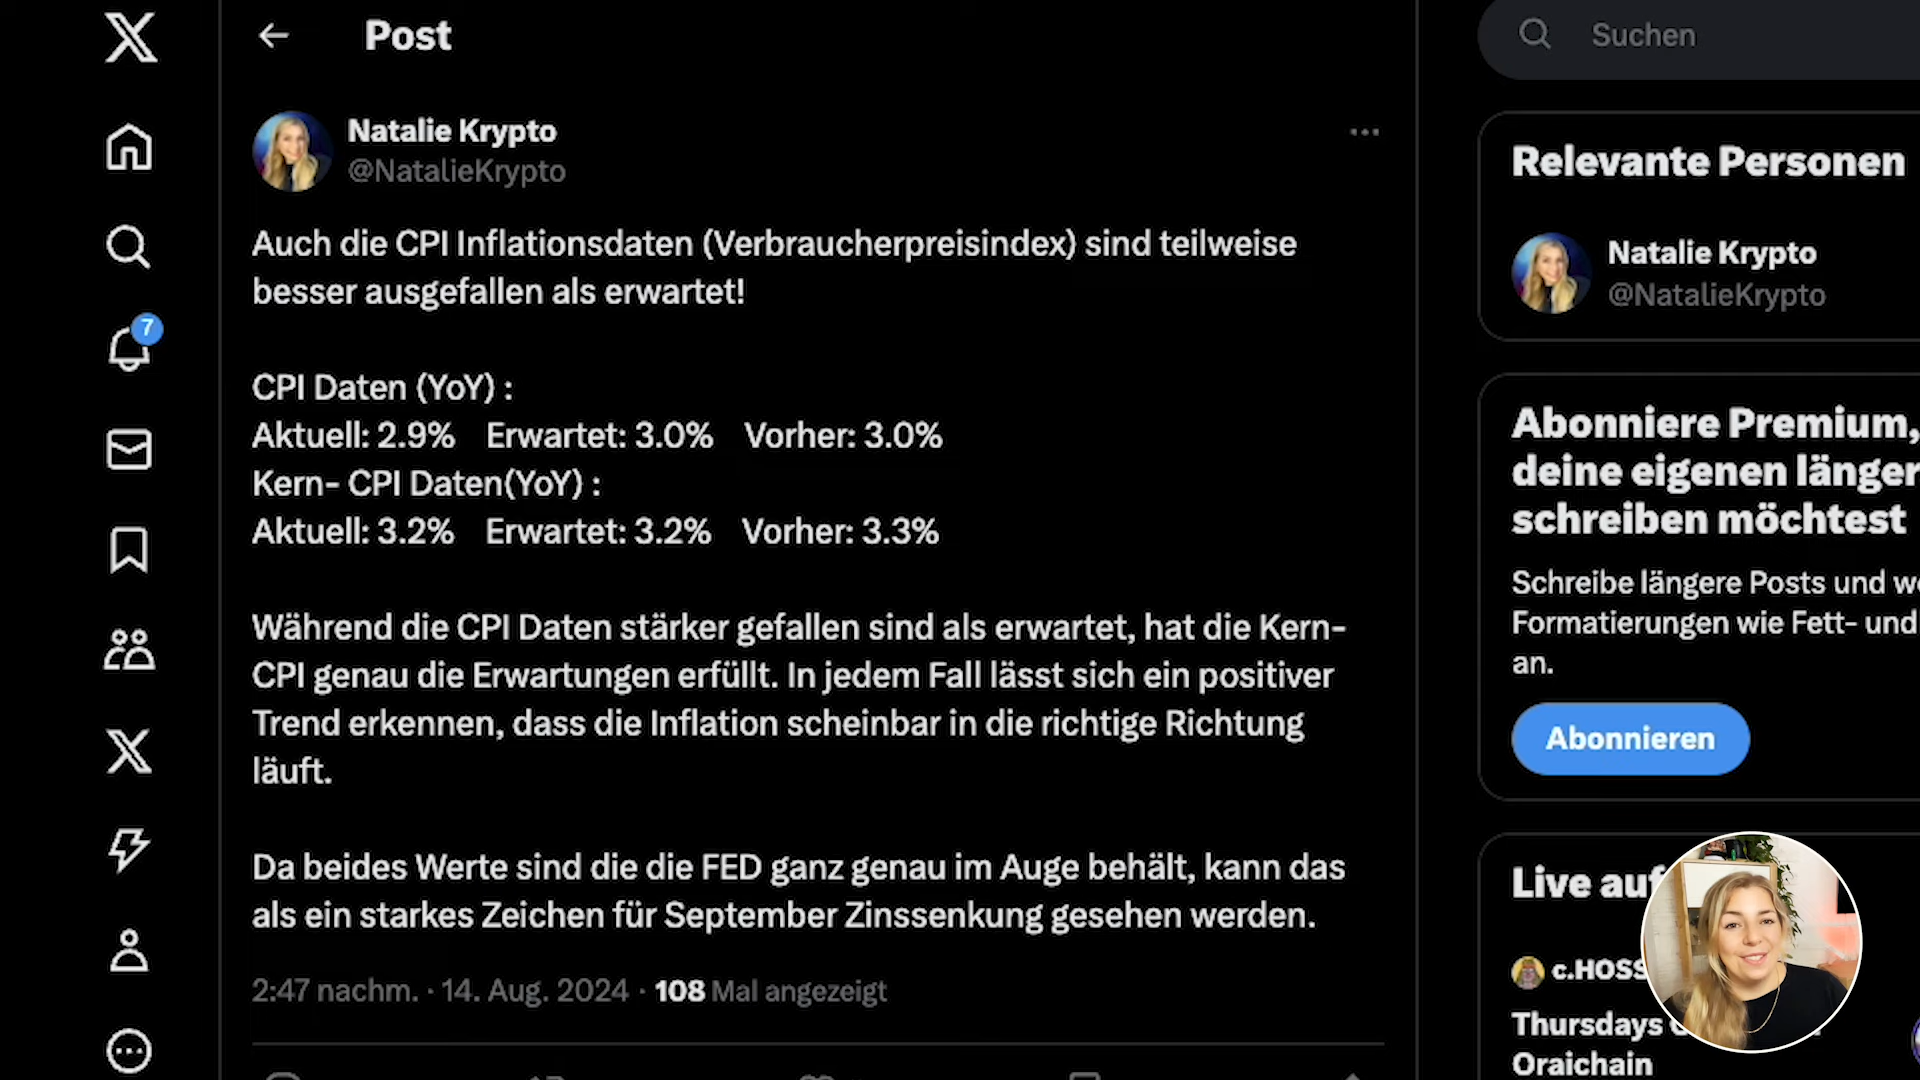 Post
Suchen
Natalie Krypto
@NatalieKrypto
Auch die CPI Inflationsdaten (Verbraucherpreisindex) sind teilweise
besser ausgefallen als erwartet!
7
CPI Daten (YoY) :
Aktuell: 2.9% Erwartet: 3.0% Vorher: 3.0%
Kern- CPI Daten(YoY) :
Aktuell: 3.2% Erwartet: 3.2% Vorher: 3.3%
Während die CPI Daten stärker gefallen sind als erwartet, hat die Kern-
CPI genau die Erwartungen erfüllt. In jedem Fall lässt sich ein positiver
Trend erkennen, dass die Inflation scheinbar in die richtige Richtung
läuft.
Da beides Werte sind die die FED ganz genau im Auge behält, kann das
als ein starkes Zeichen für September Zinssenkung gesehen werden.
2:47 nachm. · 14. Aug. 2024 · 108 Mal angezeigt
Relevante Personen
Natalie Krypto
@NatalieKrypto
Abonniere Premium,
deine eigenen länger
schreiben möchtest
Schreibe längere Posts und
Formatierungen wie Fett- und
an.
Abonnieren
Live auf
c.HOSS
Thursdays
Oraichain